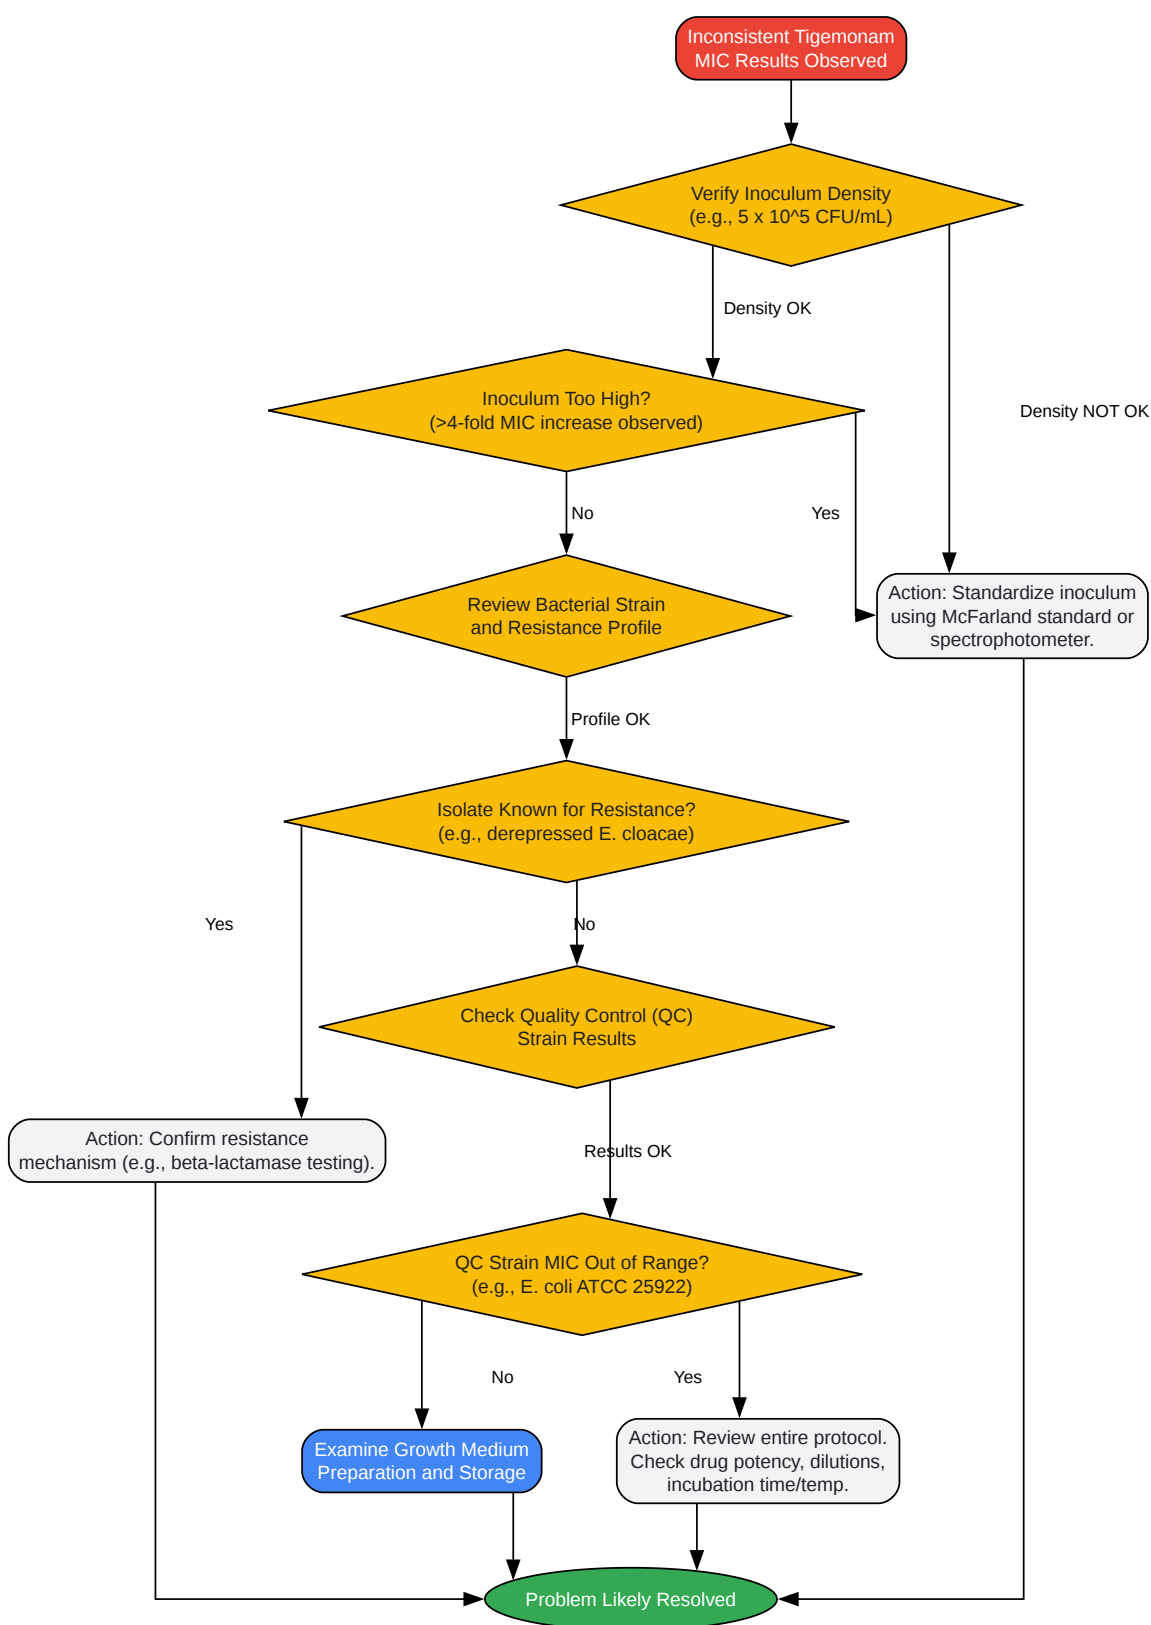 Inconsistent Tigemonam
MIC Results Observed
Verify Inoculum Density
(e.g., 5 x 10^5 CFU/mL)
Density OK
Inoculum Too High?
(>4-fold MIC increase observed)
Density NOT OK
No
Yes
Review Bacterial Strain
and Resistance Profile
Action: Standardize inoculum
using McFarland standard or
spectrophotometer.
Profile OK
Isolate Known for Resistance?
(e.g., derepressed E. cloacae)
Yes
No
Check Quality Control (QC)
Strain Results
Action: Confirm resistance
mechanism (e.g., beta-lactamase testing).
Results OK
QC Strain MIC Out of Range?
(e.g., E. coli ATCC 25922)
No
Yes
Examine Growth Medium
Preparation and Storage
Action: Review entire protocol.
Check drug potency, dilutions,
incubation time/temp.
Problem Likely Resolved